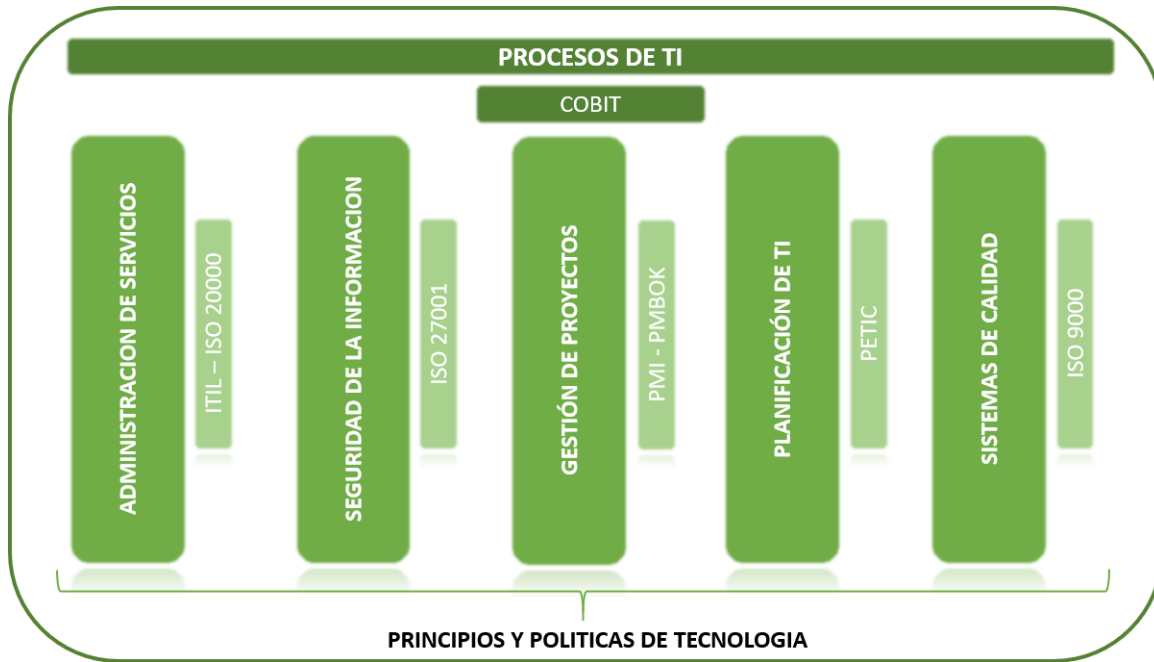 PROCESOS DE TI
COBIT
ADMINISTRACION DE SERVICIOS
ITIL – ISO 20000
SEGURIDAD DE LA INFORMACION
ISO 27001
GESTIÓN DE PROYECTOS
PMI - PMBOK
PLANIFICACIÓN DE TI
PETIC
SISTEMAS DE CALIDAD
ISO 9000
PRINCIPIOS Y POLITICAS DE TECNOLOGIA